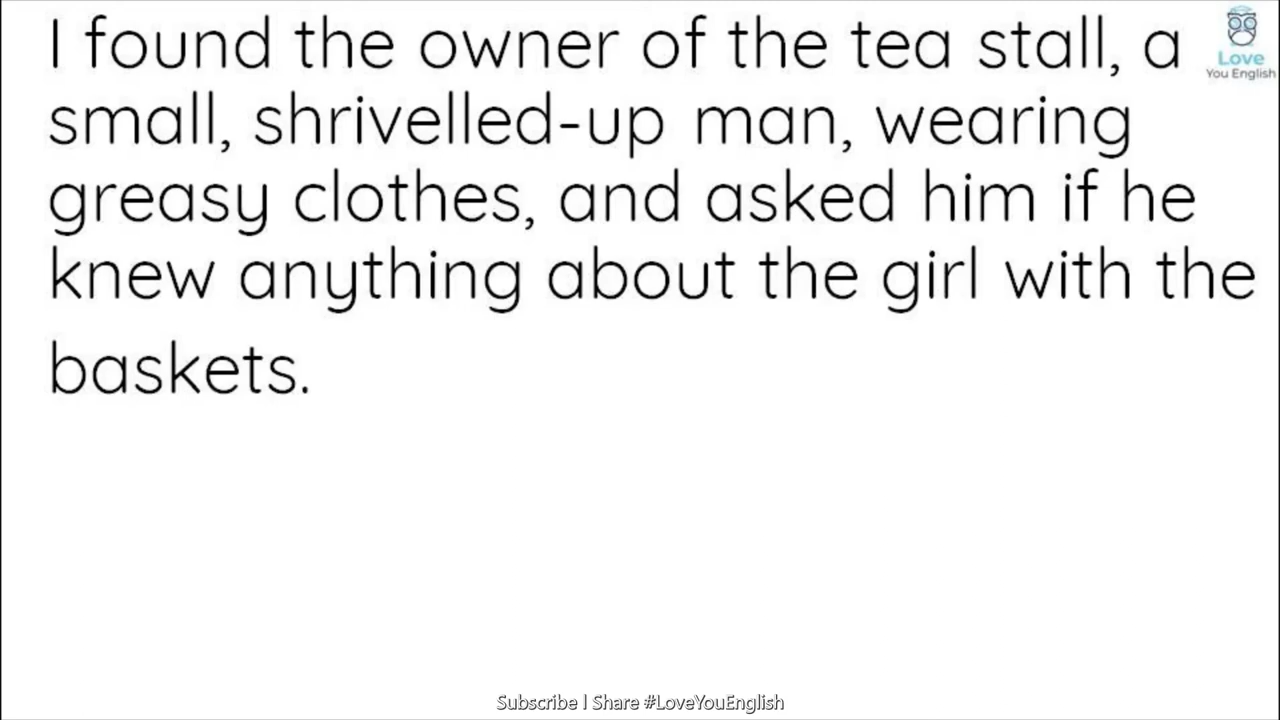 I found the owner of the tea stall, a
small, shrivelled-up man, wearing
greasy clothes, and asked him if he
knew anything about the girl with the
baskets.
Love
You English
Subscribe | Share #LoveYouEnglish